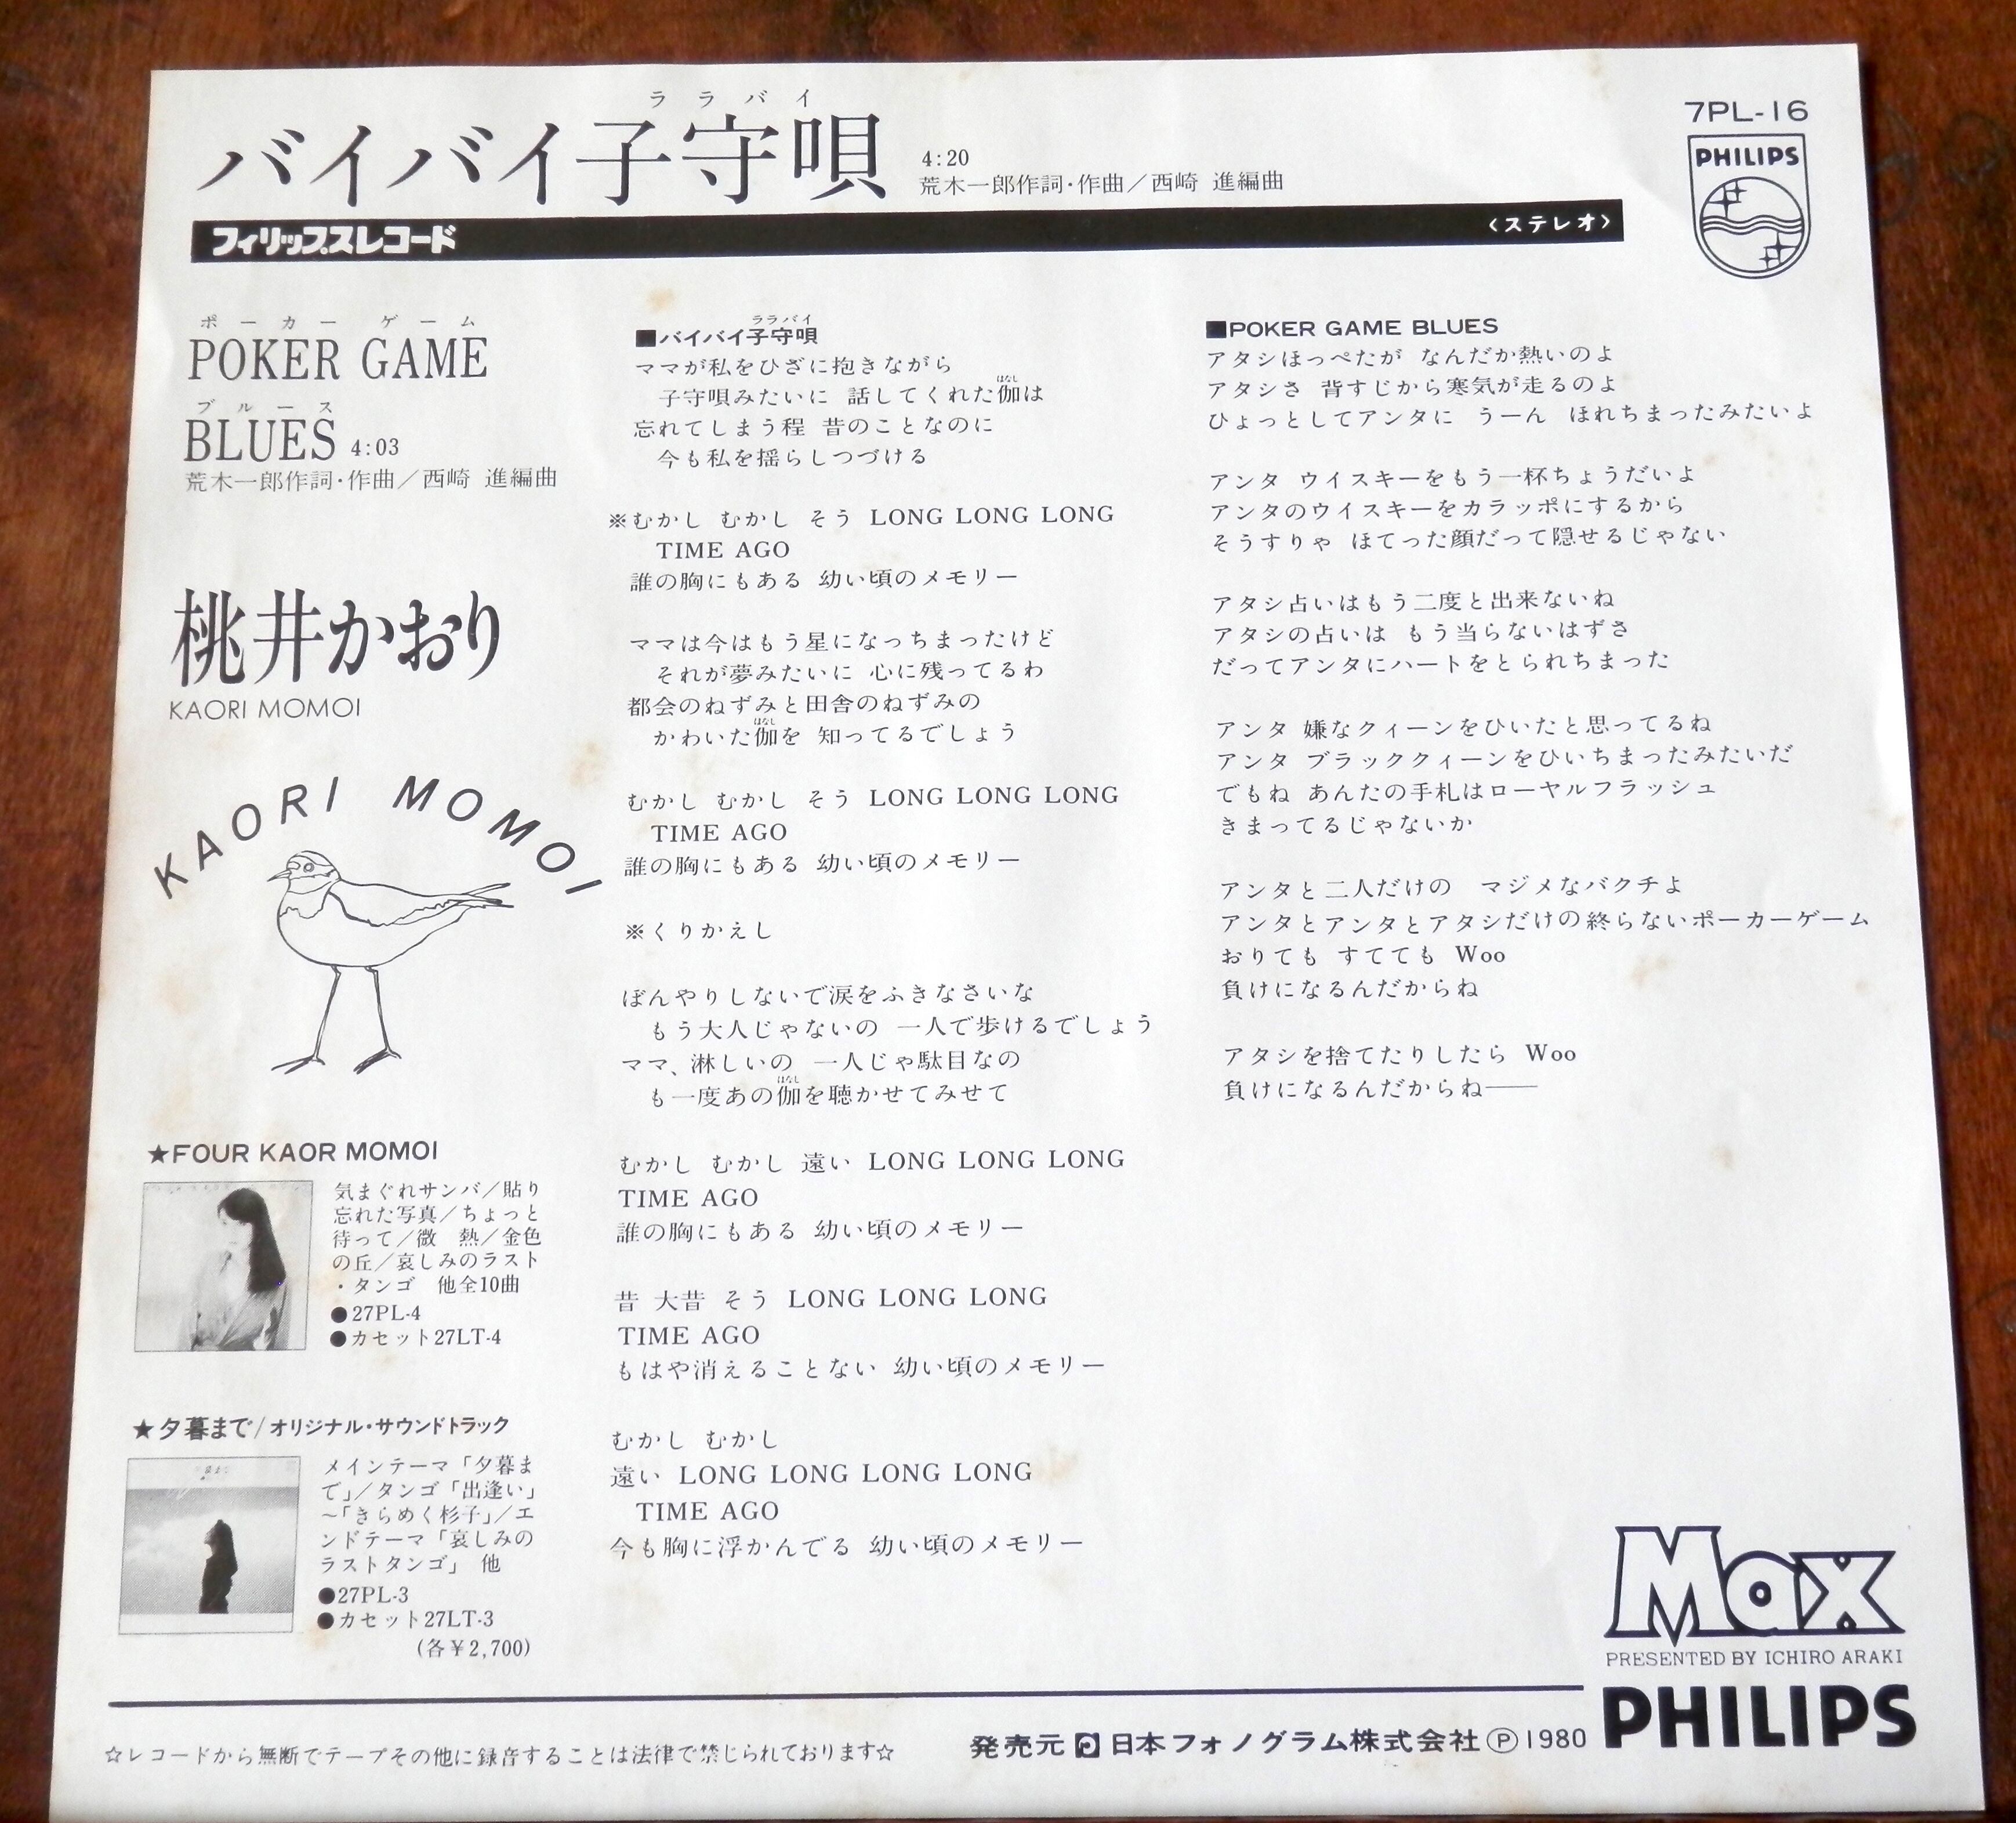 ララバイ
バイバイ子守唄
4:20
荒木一郎作詞・作曲／西崎 進編曲
7PL-16
PHILIPS
フィリップスレコード
〈ステレオ〉
ポーカー ゲーム
POKER GAME
ブルース
BLUES 4:03
荒木一郎作詞・作曲／西崎 進編曲
桃井かおり
KAORI MOMOI
KAORI MOMOI
★FOUR KAOR MOMOI
気まぐれサンバ／貼り
忘れた写真／ちょっと
待って／微 熱／金色
の丘／哀しみのラスト
・タンゴ 他全10曲
●27PL-4
●カセット27LT-4
★夕暮まで/オリジナル・サウンドトラック
メインテーマ「夕暮ま
で」／タンゴ「出逢い」
〜「きらめく杉子」／エ
ンドテーマ「哀しみの
ラストタンゴ」 他
●27PL-3
●カセット27LT-3
(各￥2,700)
ララバイ
■バイバイ子守唄
ママが私をひざに抱きながら
はなし
子守唄みたいに 話してくれた伽は
忘れてしまう程 昔のことなのに
今も私を揺らしつづける
※むかし むかし そう LONG LONG LONG
TIME AGO
誰の胸にもある 幼い頃のメモリー
ママは今はもう星になっちまったけど
それが夢みたいに 心に残ってるわ
都会のねずみと田舎のねずみの
はなし
かわいた伽を 知ってるでしょう
むかし むかし そう LONG LONG LONG
TIME AGO
誰の胸にもある 幼い頃のメモリー
※くりかえし
ぼんやりしないで涙をふきなさいな
もう大人じゃないの 一人で歩けるでしょう
ママ、淋しいの 一人じゃ駄目なの
はなし
も一度あの伽を聴かせてみせて
むかし むかし 遠い LONG LONG LONG
TIME AGO
誰の胸にもある 幼い頃のメモリー
昔 大昔 そう LONG LONG LONG
TIME AGO
もはや消えることない 幼い頃のメモリー
むかし むかし
遠い LONG LONG LONG LONG
TIME AGO
今も胸に浮かんでる 幼い頃のメモリー
■POKER GAME BLUES
アタシほっぺたが なんだか熱いのよ
アタシさ 背すじから寒気が走るのよ
ひょっとしてアンタに うーん ほれちまったみたいよ
アンタ ウイスキーをもう一杯ちょうだいよ
アンタのウイスキーをカラッポにするから
そうすりゃ ほてった顔だって隠せるじゃない
アタシ占いはもう二度と出来ないね
アタシの占いは もう当らないはずさ
だってアンタにハートをとられちまった
アンタ 嫌なクィーンをひいたと思ってるね
アンタ ブラッククィーンをひいちまったみたいだ
でもね あんたの手札はローヤルフラッシュ
きまってるじゃないか
アンタと二人だけの マジメなバクチよ
アンタとアンタとアタシだけの終らないポーカーゲーム
おりても すてても Woo
負けになるんだからね
アタシを捨てたりしたら Woo
負けになるんだからね——
Max
PRESENTED BY ICHIRO ARAKI
PHILIPS
☆レコードから無断でテープその他に録音することは法律で禁じられております☆
発売元 日本フォノグラム株式会社Ⓟ1980